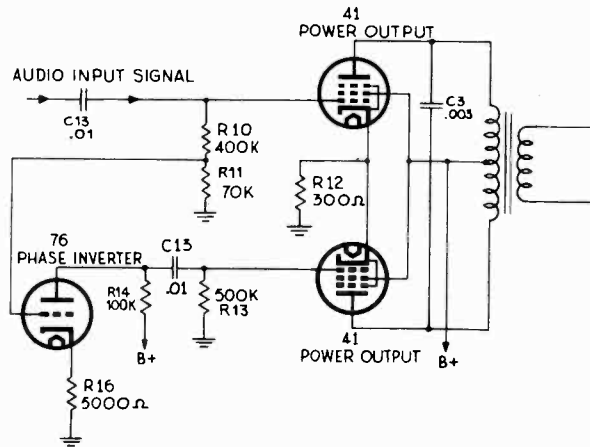 41
POWER OUTPUT
AUDIO INPUT SIGNAL
C13
.01
R10
400K
R11
70K
C3
.005
R12
300Ω
76
PHASE INVERTER
C13
.01
R14
100K
B+
500K
R13
R16
5000Ω
41
POWER OUTPUT
B+